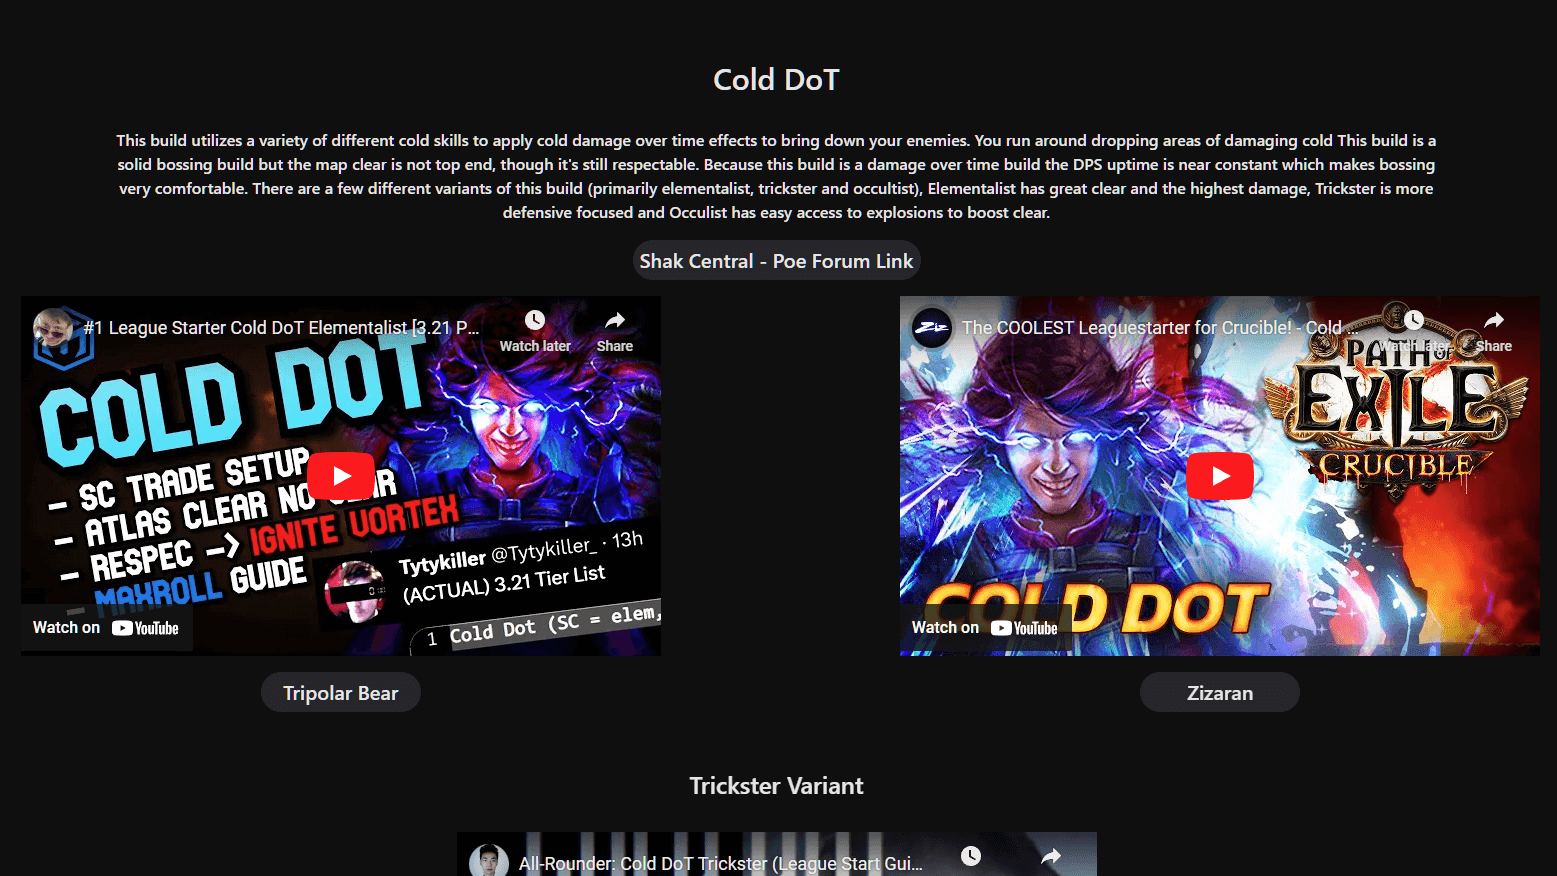 Cold DoT
This build utilizes a variety of different cold skills to apply cold damage over time effects to bring down your enemies. You run around dropping areas of damaging cold This build is a
solid bossing build but the map clear is not top end, though it's still respectable. Because this build is a damage over time build the DPS uptime is near constant which makes bossing
very comfortable. There are a few different variants of this build (primarily elementalist, trickster and occultist), Elementalist has great clear and the highest damage, Trickster is more
defensive focused and Occulist has easy access to explosions to boost clear.
Shak Central - Poe Forum Link
#1 League Starter Cold DoT Elementalist [3.21 P...
Watch later
Share
COLD DOT
- SC TRADE SETUP
- ATLAS CLEAR NO
- RESPEC -> IGNITE VORTEX
- MAXROLL GUIDE
Tytykiller @Tytykiller_ · 13h
(ACTUAL) 3.21 Tier List
1 Cold Dot (SC = elem,
Watch on YouTube
Tripolar Bear
Ziz
The COOLEST Leaguestarter for Crucible! - Cold ...
Watch later
Share
PATH OF
EXILE
CRUCIBLE
COLD DOT
Watch on YouTube
Zizaran
Trickster Variant
All-Rounder: Cold DoT Trickster (League Start Gui...